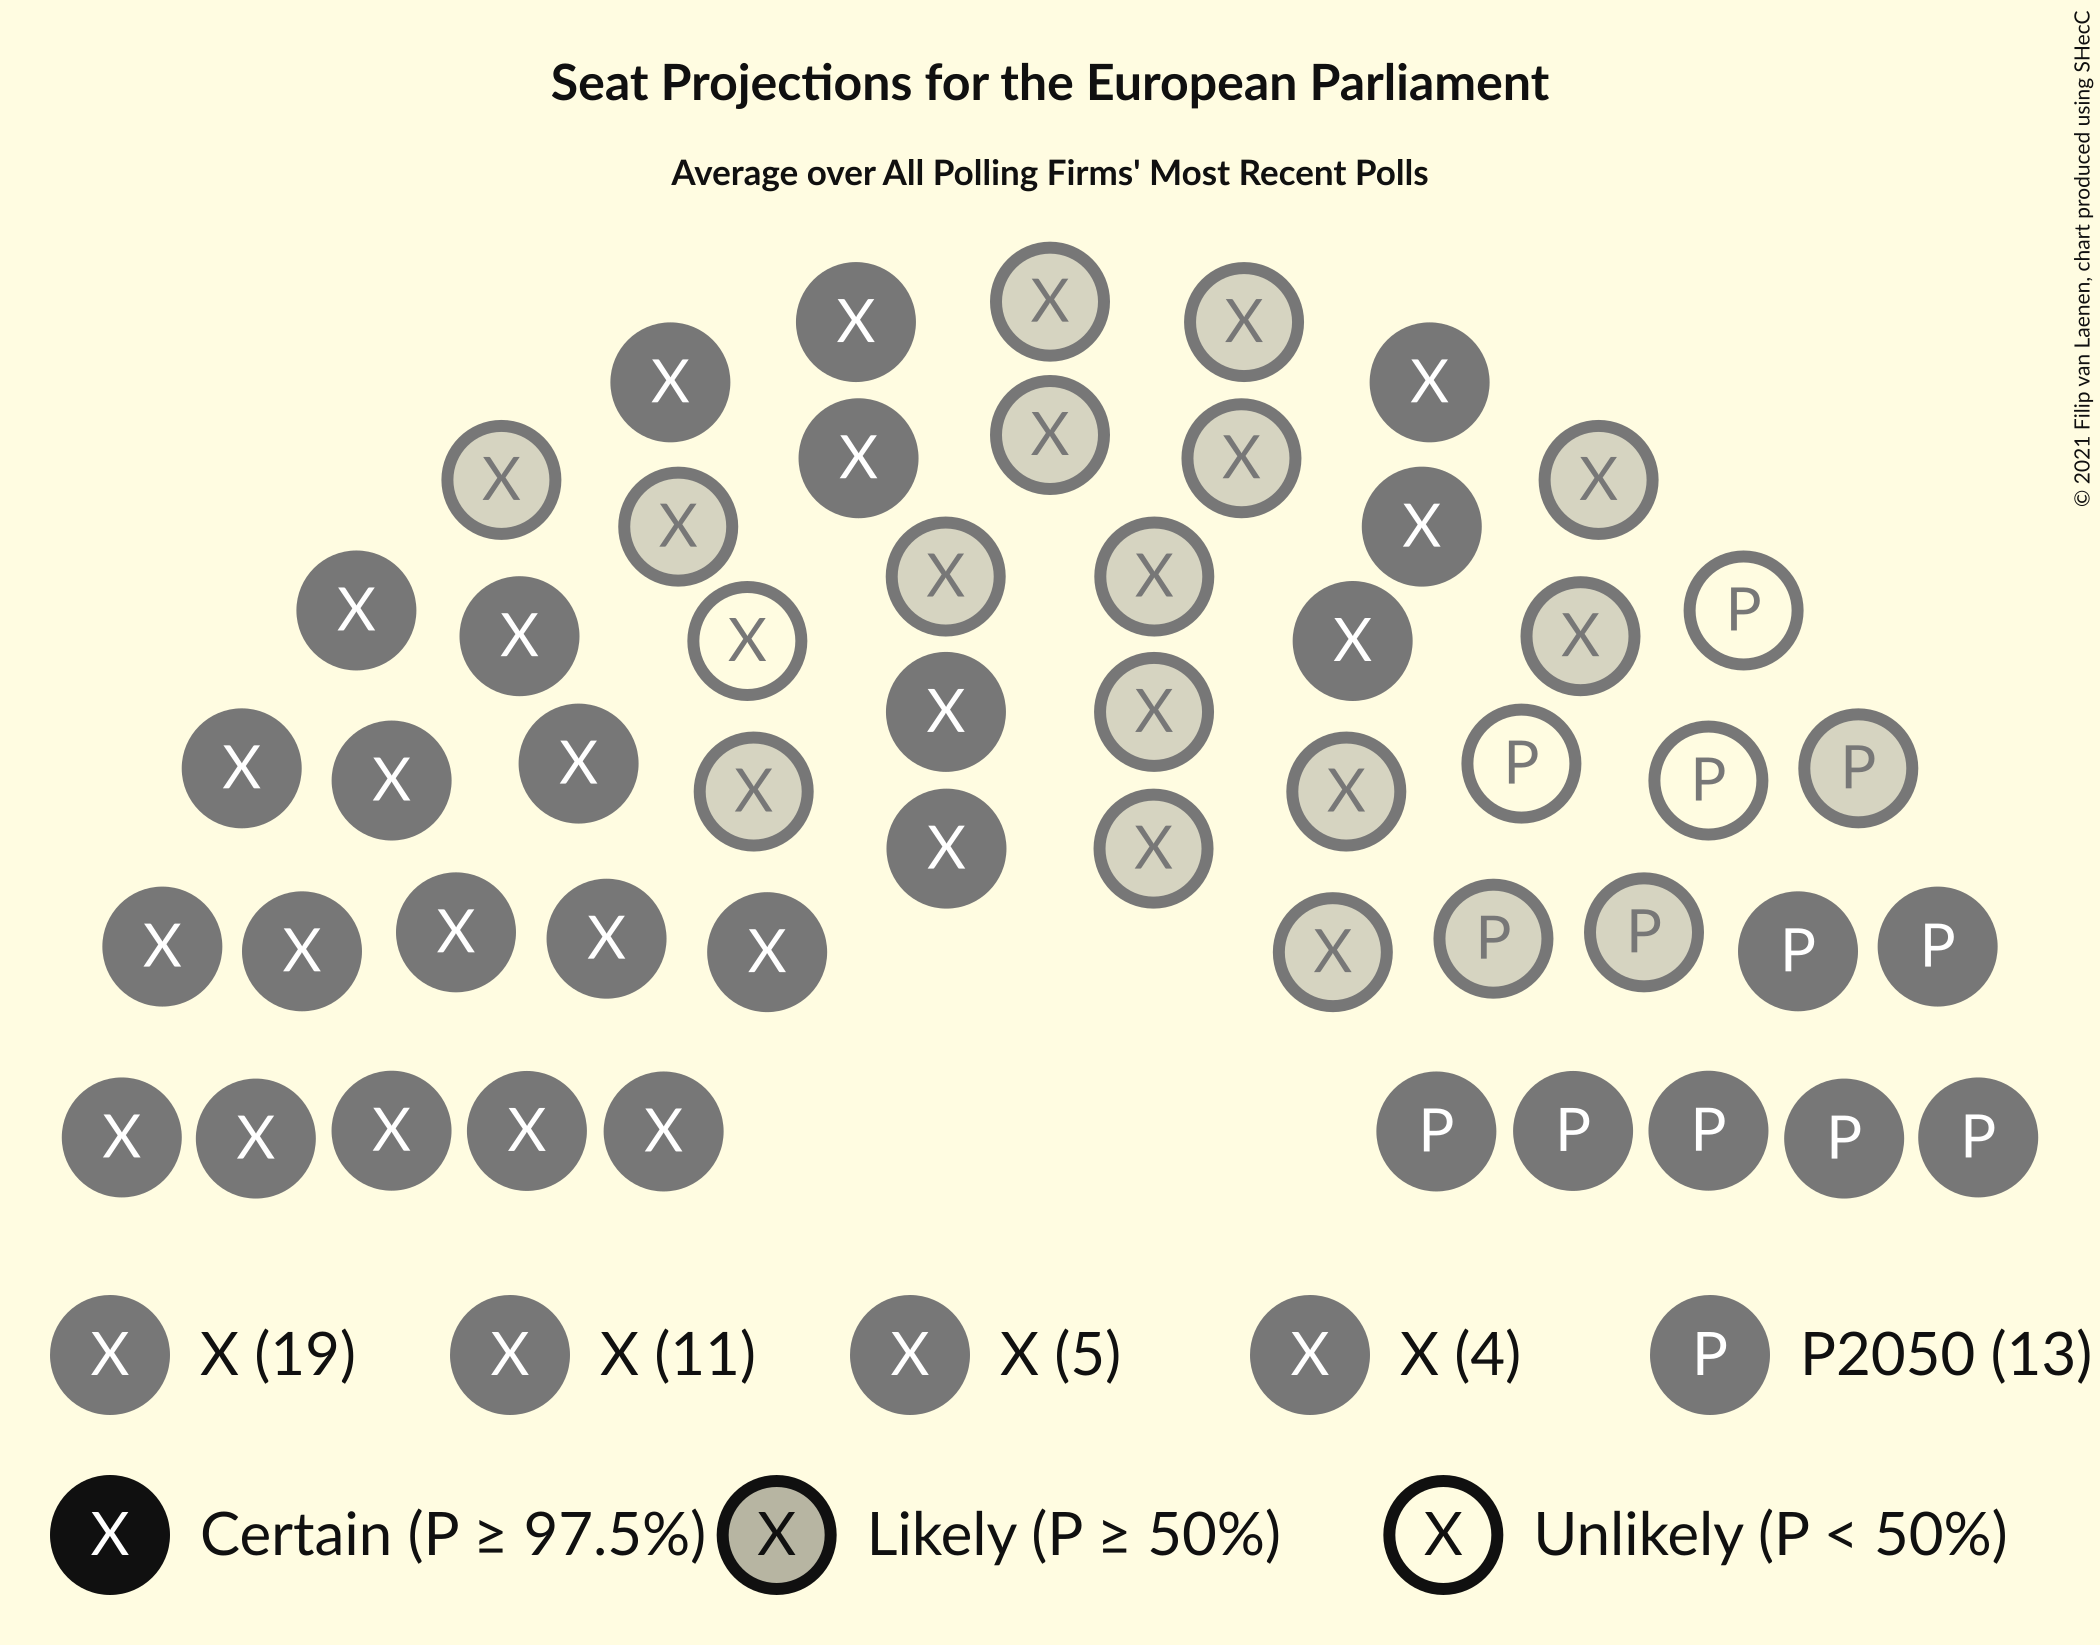 Seat Projections for the European Parliament
Average over All Polling Firms' Most Recent Polls
© 2021 Filip van Laenen, chart produced using SHecC
X
X X
X X
X
X X
X X
X X
X X
X X
X P
X X
X X
X X
X P
X X
X P
X X
P P
X X
X X P P
X X
X X
X X P P
X X X X P P
X X X X X P P P P P
X X (19) X X (11) X X (5) X X (4) P P2050 (13)
X Certain (P ≥ 97.5%) X Likely (P ≥ 50%) X Unlikely (P < 50%)